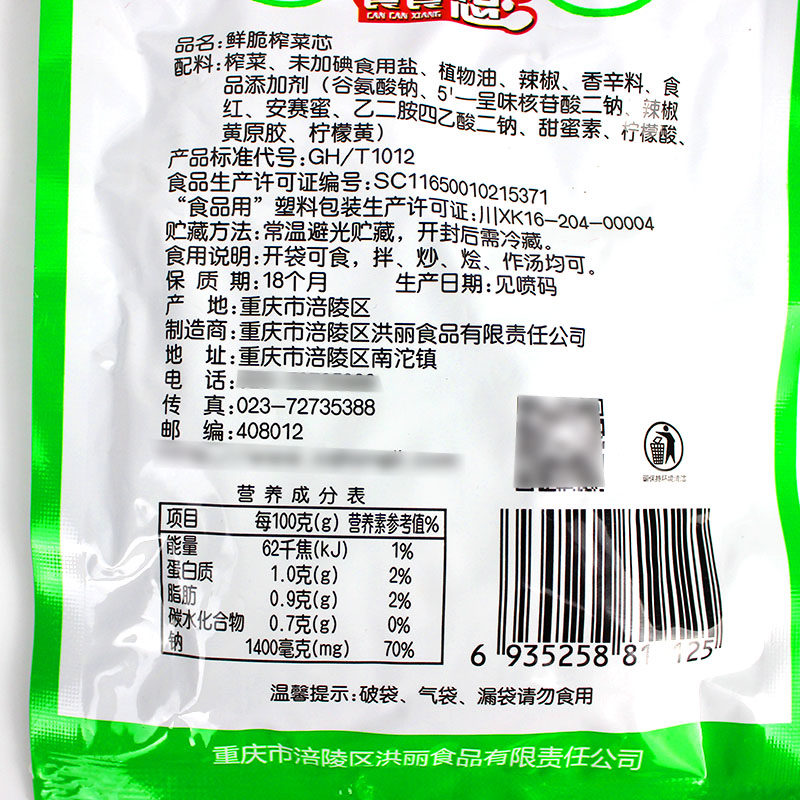 CAN CAN XIANG
品名:鲜脆榨菜芯
配料:榨菜、未加碘食用盐、植物油、辣椒、香辛料、食
品添加剂（谷氨酸钠、5'一呈味核苷酸二钠、辣椒
红、安赛蜜、乙二胺四乙酸二钠、甜蜜素、柠檬酸、
黄原胶、柠檬黄）
产品标准代号:GH/T1012
食品生产许可证编号:SC11650010215371
“食品用”塑料包装生产许可证:川XK16-204-00004
贮藏方法:常温避光贮藏，开封后需冷藏。
食用说明:开袋可食，拌、炒、烩、作汤均可。
保 质 期:18个月 生产日期:见喷码
产 地:重庆市涪陵区
制造商:重庆市涪陵区洪丽食品有限责任公司
地 址:重庆市涪陵区南沱镇
电 话:
传 真:023-72735388
邮 编:408012
请保持环境清洁
营养成分表
项目 每100克(g) 营养素参考值%
能量 62千焦(kJ) 1%
蛋白质 1.0克(g) 2%
脂肪 0.9克(g) 2%
碳水化合物 0.7克(g) 0%
钠 1400毫克(mg) 70%
6 935258 81 125
温馨提示:破袋、气袋、漏袋请勿食用
重庆市涪陵区洪丽食品有限责任公司